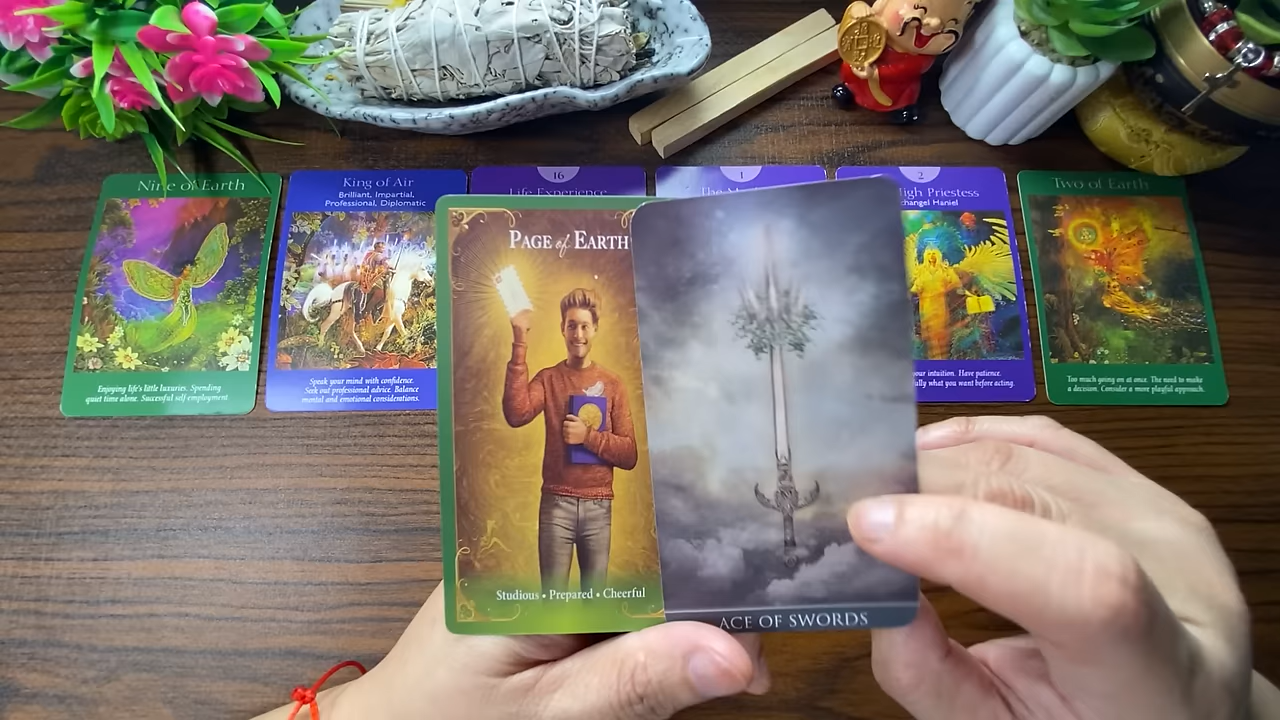 Nine of Earth
Enjoying life's little luxuries. Spending
quiet time alone. Successful self-employment
King of Air
Brilliant, Impartial,
Professional, Diplomatic
Speak your mind with confidence.
Seek out professional advice. Balance
mental and emotional considerations.
16
Life Experience
1
The
2
High Priestess
changel Haniel
your intuition. Have patience.
lly what you want before acting.
Two of Earth
Too much going on at once. The need to make
a decision. Consider a more playful approach.
PAGE of EARTH
Studious • Prepared • Cheerful
ACE OF SWORDS